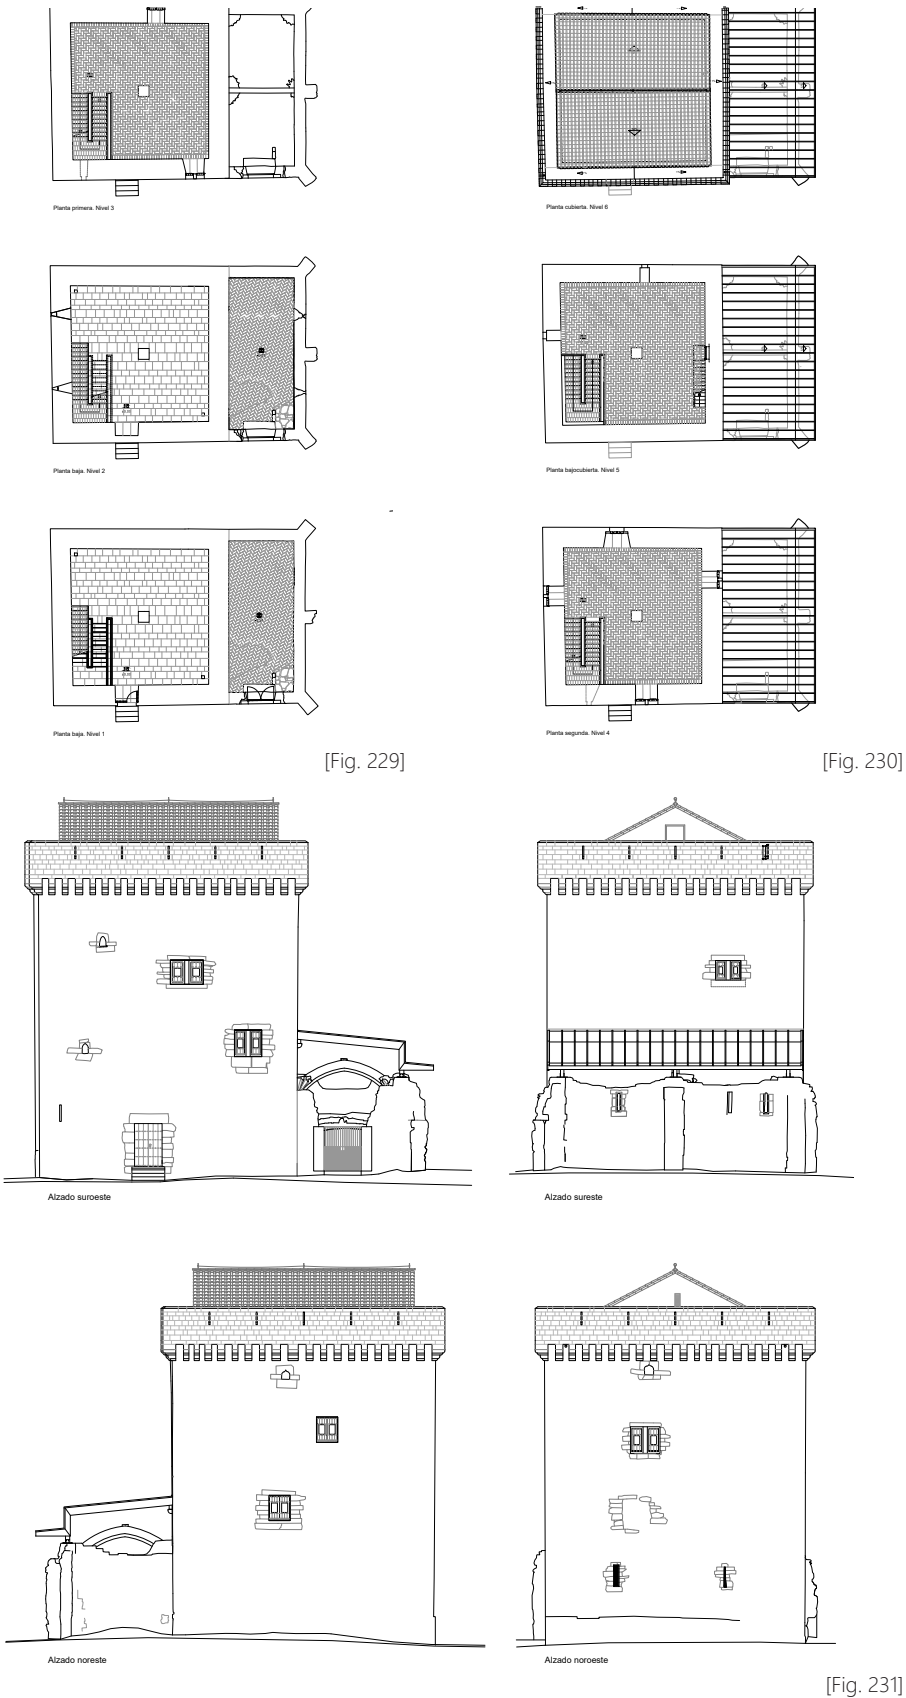 Planta primera. Nivel 3
Planta cubierta. Nivel 6
Planta baja. Nivel 2
Planta bajocubierta. Nivel 5
Planta baja. Nivel 1
Planta segunda. Nivel 4
[Fig. 229]
[Fig. 230]
Alzado suroeste
Alzado sureste
Alzado noreste
Alzado noroeste
[Fig. 231]